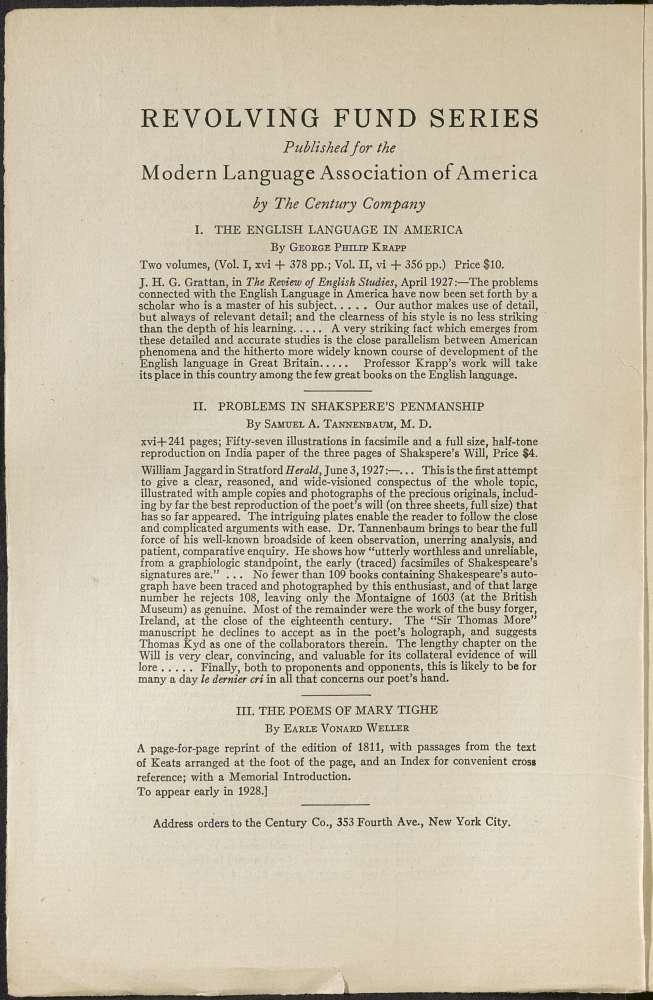 REVOLVING FUND SERIES
Published for the
Modern Language Association of America
by The Century Company
I. THE ENGLISH LANGUAGE IN AMERICA
By GEORGE PHILIP KRAPP
Two volumes, (Vol. I, xvi + 378 pp.; Vol. II, vi + 356 pp.) Price $10.
J. H. G. Grattan, in The Review of English Studies, April 1927:—The problems
connected with the English Language in America have now been set forth by a
scholar who is a master of his subject. . . . . Our author makes use of detail,
but always of relevant detail; and the clearness of his style is no less striking
than the depth of his learning. . . . . A very striking fact which emerges from
these detailed and accurate studies is the close parallelism between American
phenomena and the hitherto more widely known course of development of the
English language in Great Britain. . . . . Professor Krapp's work will take
its place in this country among the few great books on the English language.
II. PROBLEMS IN SHAKSPERE'S PENMANSHIP
By SAMUEL A. TANNENBAUM, M. D.
xvi+241 pages; Fifty-seven illustrations in facsimile and a full size, half-tone
reproduction on India paper of the three pages of Shakspere's Will, Price $4.
William Jaggard in Stratford Herald, June 3, 1927:—. . . This is the first attempt
to give a clear, reasoned, and wide-visioned conspectus of the whole topic,
illustrated with ample copies and photographs of the precious originals, includ-
ing by far the best reproduction of the poet's will (on three sheets, full size) that
has so far appeared. The intriguing plates enable the reader to follow the close
and complicated arguments with ease. Dr. Tannenbaum brings to bear the full
force of his well-known broadside of keen observation, unerring analysis, and
patient, comparative enquiry. He shows how "utterly worthless and unreliable,
from a graphiologic standpoint, the early (traced) facsimiles of Shakespeare's
signatures are." . . . No fewer than 109 books containing Shakespeare's auto-
graph have been traced and photographed by this enthusiast, and of that large
number he rejects 108, leaving only the Montaigne of 1603 (at the British
Museum) as genuine. Most of the remainder were the work of the busy forger,
Ireland, at the close of the eighteenth century. The "Sir Thomas More"
manuscript he declines to accept as in the poet's holograph, and suggests
Thomas Kyd as one of the collaborators therein. The lengthy chapter on the
Will is very clear, convincing, and valuable for its collateral evidence of will
lore . . . . . Finally, both to proponents and opponents, this is likely to be for
many a day le dernier cri in all that concerns our poet's hand.
III. THE POEMS OF MARY TIGHE
By EARLE VONARD WELLER
A page-for-page reprint of the edition of 1811, with passages from the text
of Keats arranged at the foot of the page, and an Index for convenient cross
reference; with a Memorial Introduction.
To appear early in 1928.]
Address orders to the Century Co., 353 Fourth Ave., New York City.